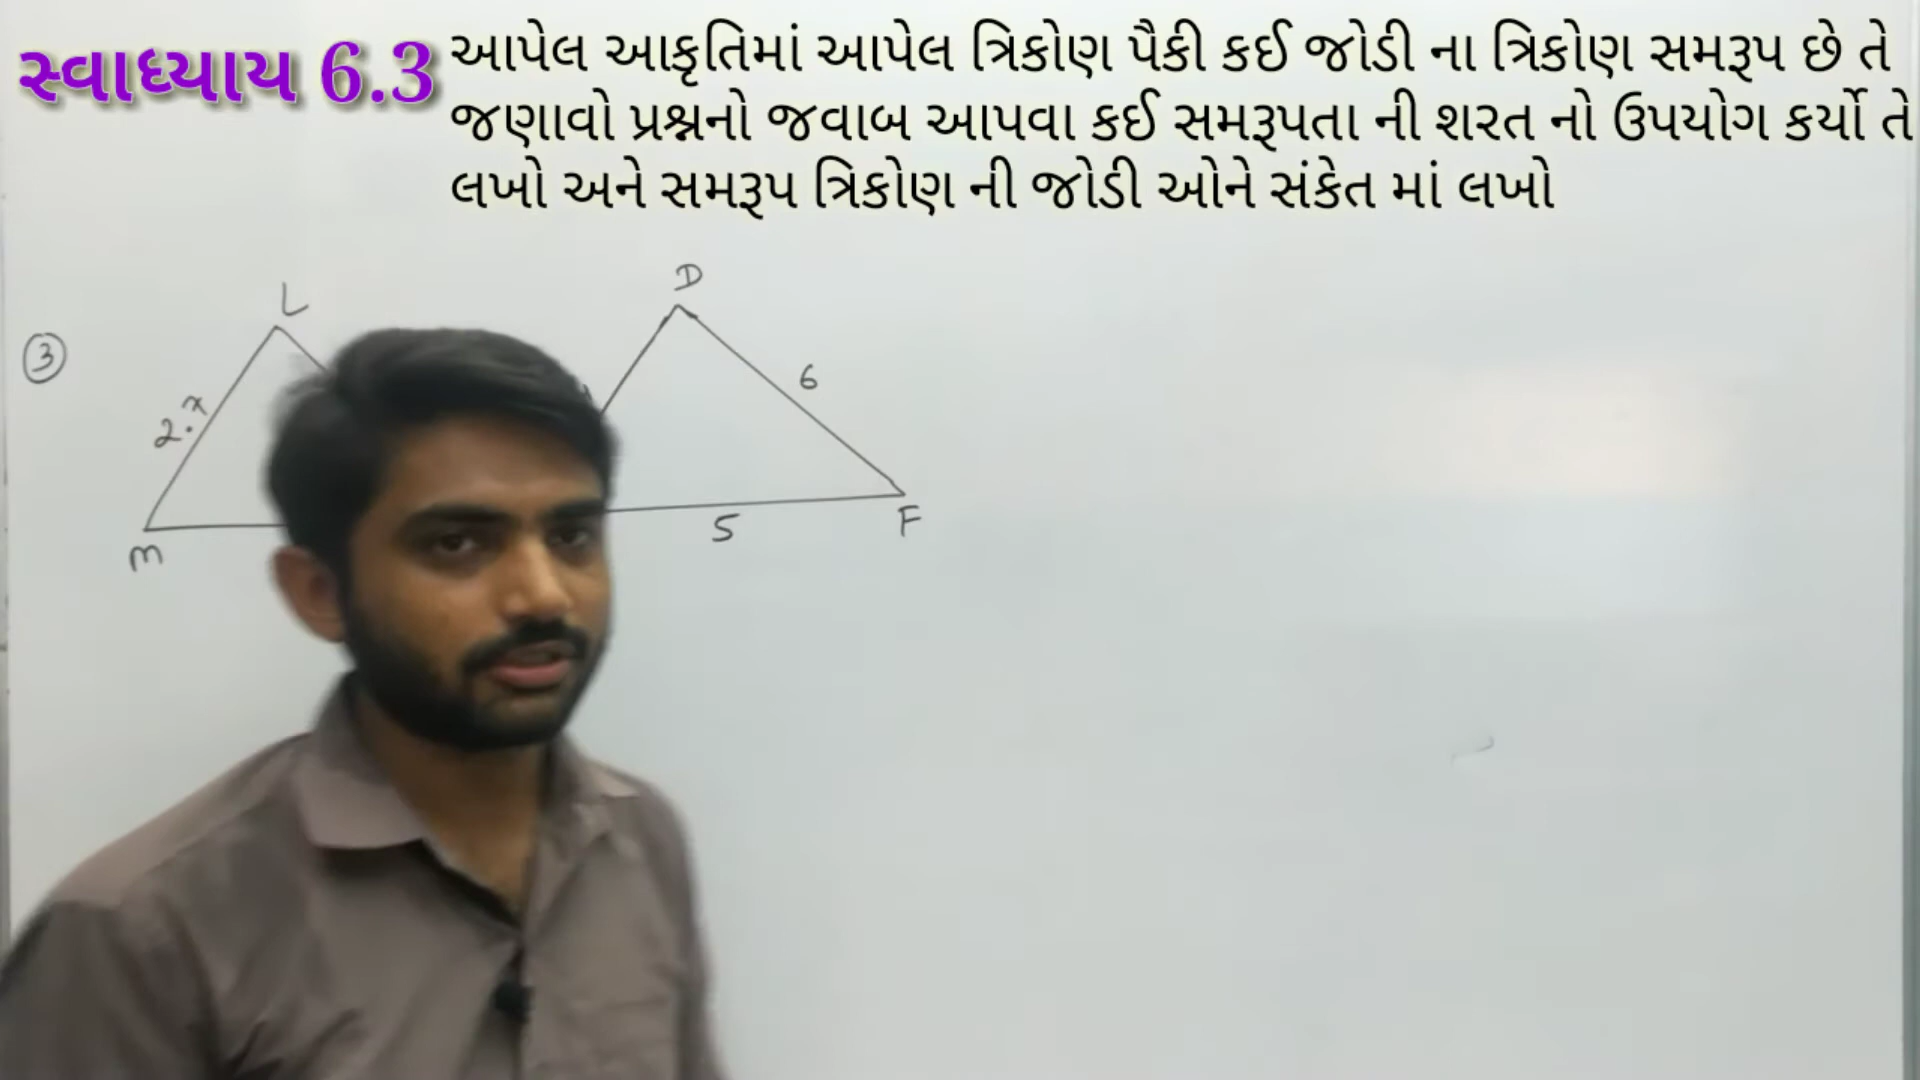 સ્વાધ્યાય 6.3
આપેલ આકૃતિમાં આપેલ ત્રિકોણ પૈકી કઈ જોડી ના ત્રિકોણ સમરૂપ છે તે
જણાવો પ્રશ્નનો જવાબ આપવા કઈ સમરૂપતા ની શરત નો ઉપયોગ કર્યો તે
લખો અને સમરૂપ ત્રિકોણ ની જોડી ઓને સંકેત માં લખો
3
L
2.7
M
D
6
5
F